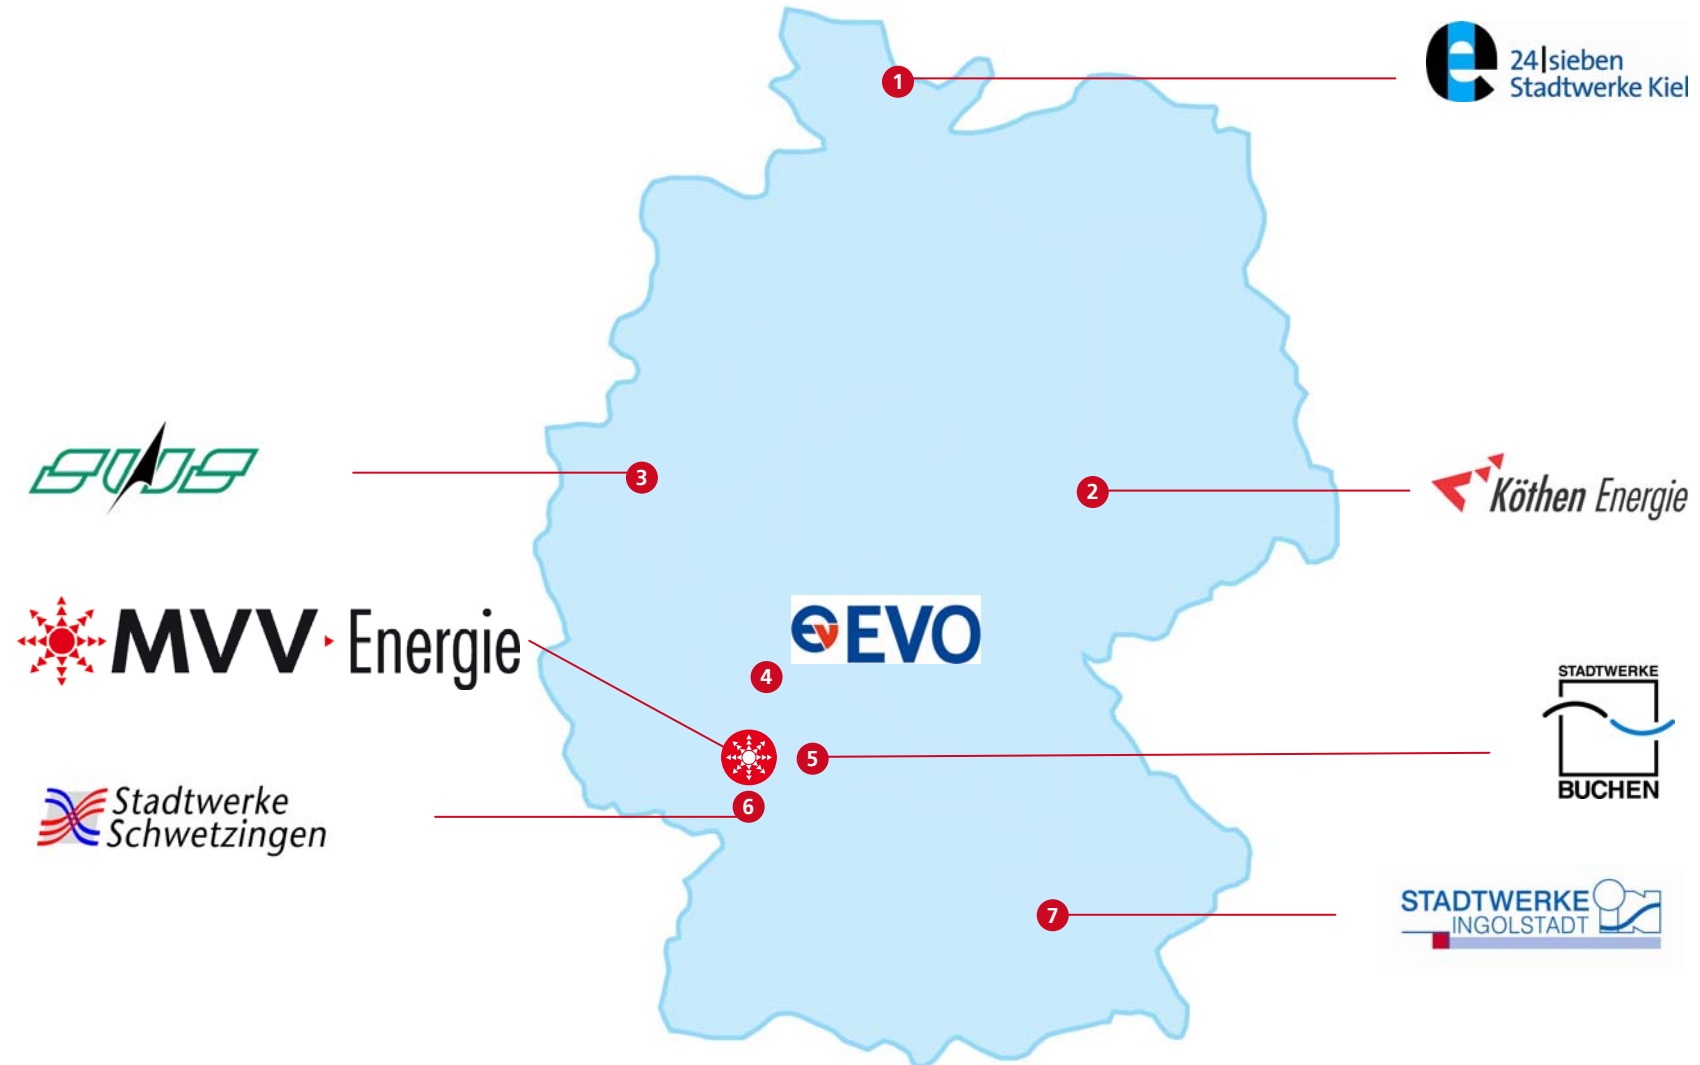 1
24|sieben
Stadtwerke Kiel
SWS
3
2
Köthen Energie
MVV Energie
EVO
4
STADTWERKE
BUCHEN
5
Stadtwerke
Schwetzingen
6
7
STADTWERKE
INGOLSTADT